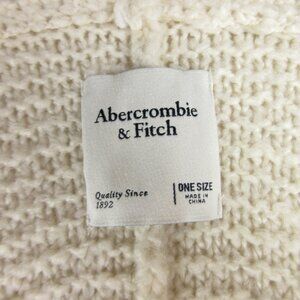 Abercrombie
& Fitch
Quality Since
1892
ONE SIZE
MADE IN
CHINA